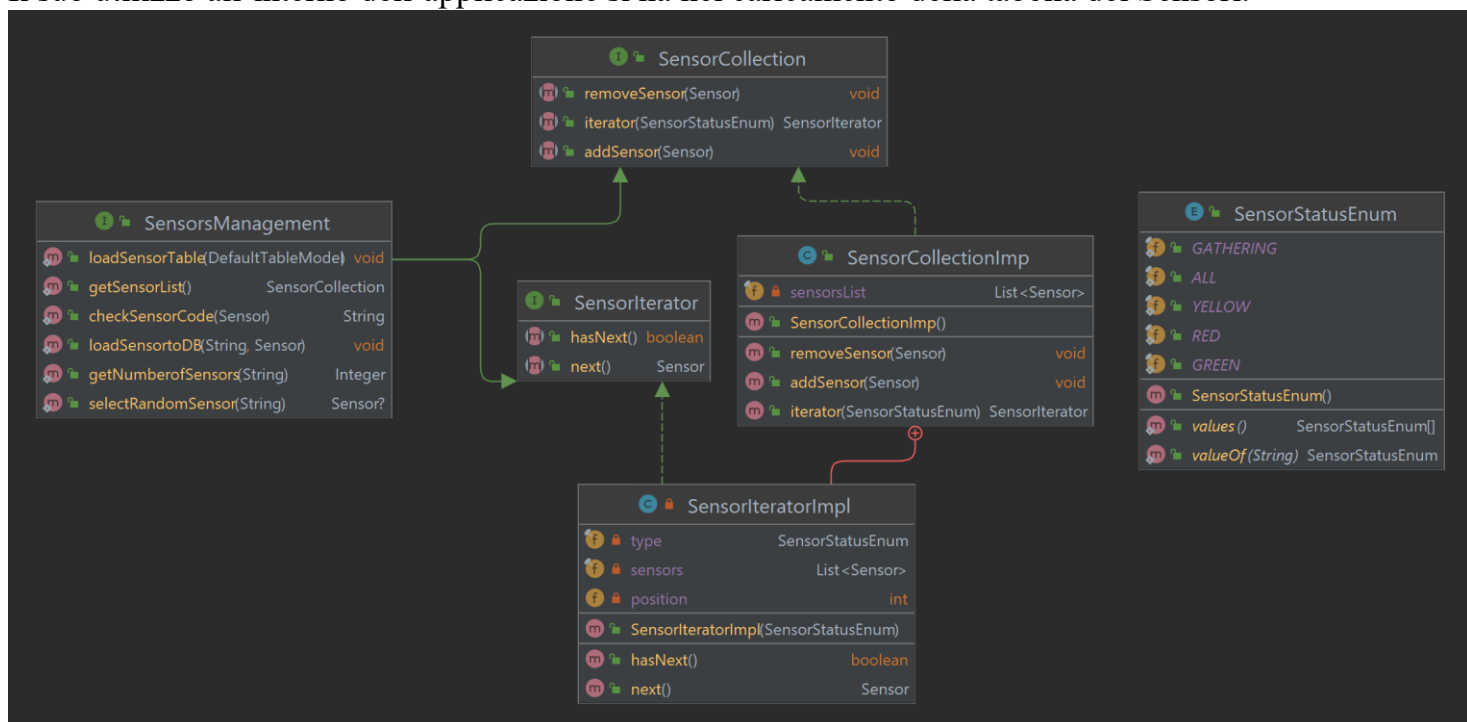 SensorCollection
removeSensor(Sensor) void
iterator(SensorStatusEnum) SensorIterator
addSensor(Sensor) void
SensorsManagement
loadSensorTable(DefaultTableModel) void
getSensorList() SensorCollection
checkSensorCode(Sensor) String
loadSensortoDB(String, Sensor) void
getNumberofSensors(String) Integer
selectRandomSensor(String) Sensor?
SensorIterator
hasNext() boolean
next() Sensor
SensorCollectionImp
sensorsList List<Sensor>
SensorCollectionImp()
removeSensor(Sensor) void
addSensor(Sensor) void
iterator(SensorStatusEnum) SensorIterator
SensorStatusEnum
GATHERING
ALL
YELLOW
RED
GREEN
SensorStatusEnum()
values() SensorStatusEnum[]
valueOf(String) SensorStatusEnum
SensorIteratorImpl
type SensorStatusEnum
sensors List<Sensor>
position int
SensorIteratorImpl(SensorStatusEnum)
hasNext() boolean
next() Sensor